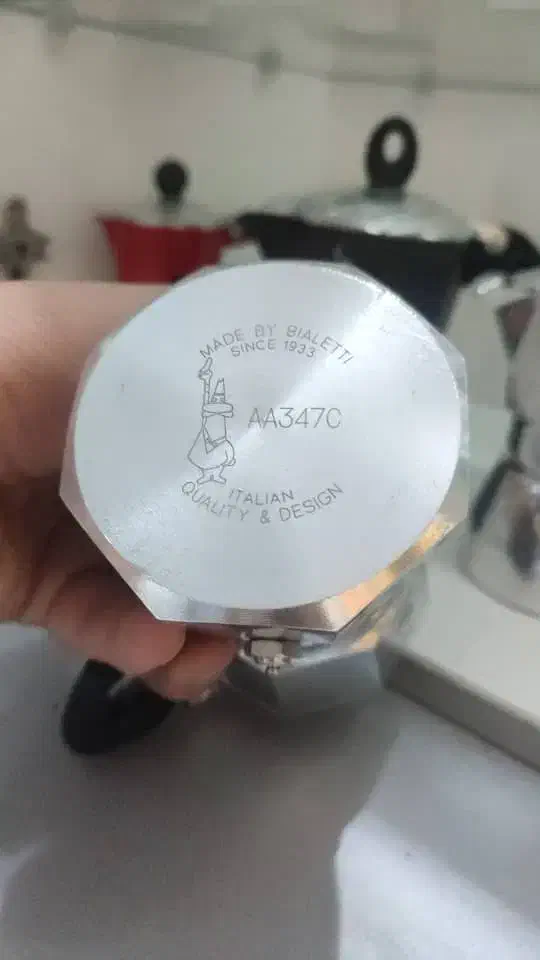 MADE BY BIALETTI
SINCE 1933
AA347C
ITALIAN
QUALITY & DESIGN